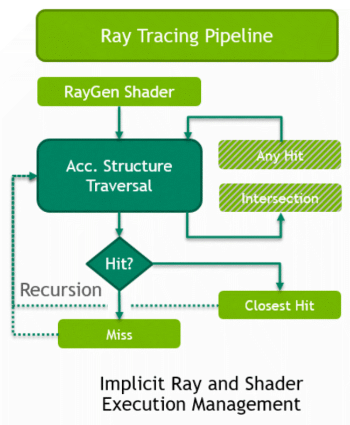 Ray Tracing Pipeline
RayGen Shader
Acc. Structure
Traversal
Any Hit
Intersection
Hit?
Recursion
Closest Hit
Miss
Implicit Ray and Shader
Execution Management